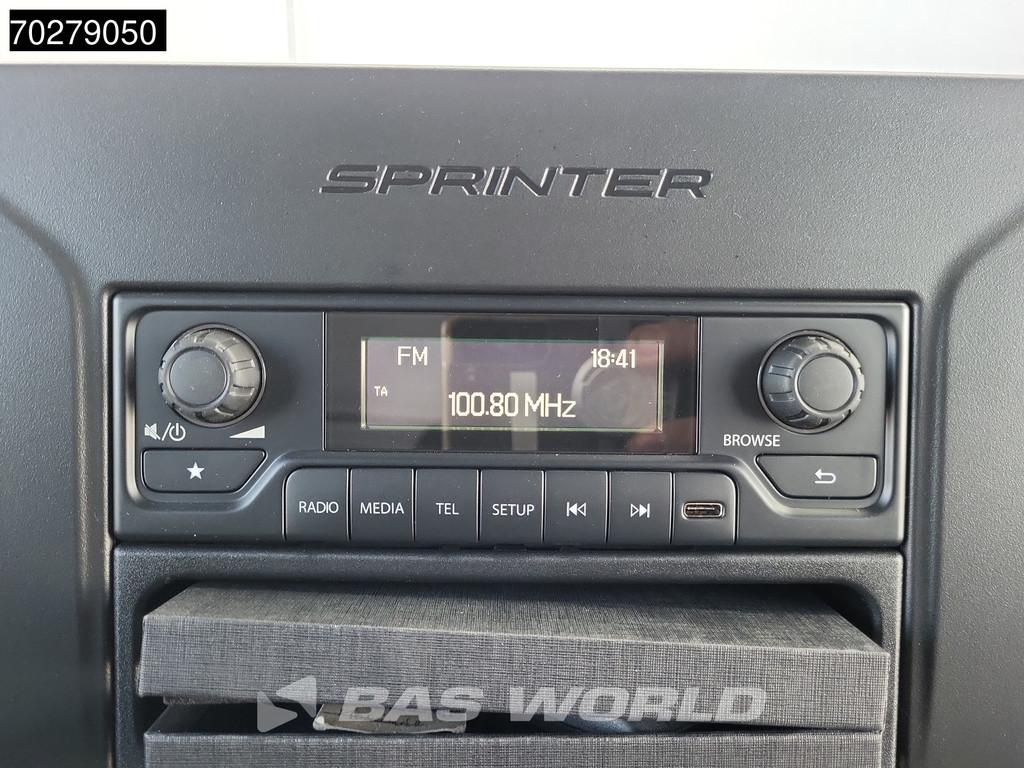 70279050
SPRINTER
FM 18:41
TA
100.80 MHz
BROWSE
RADIO MEDIA TEL SETUP
BAS WORLD